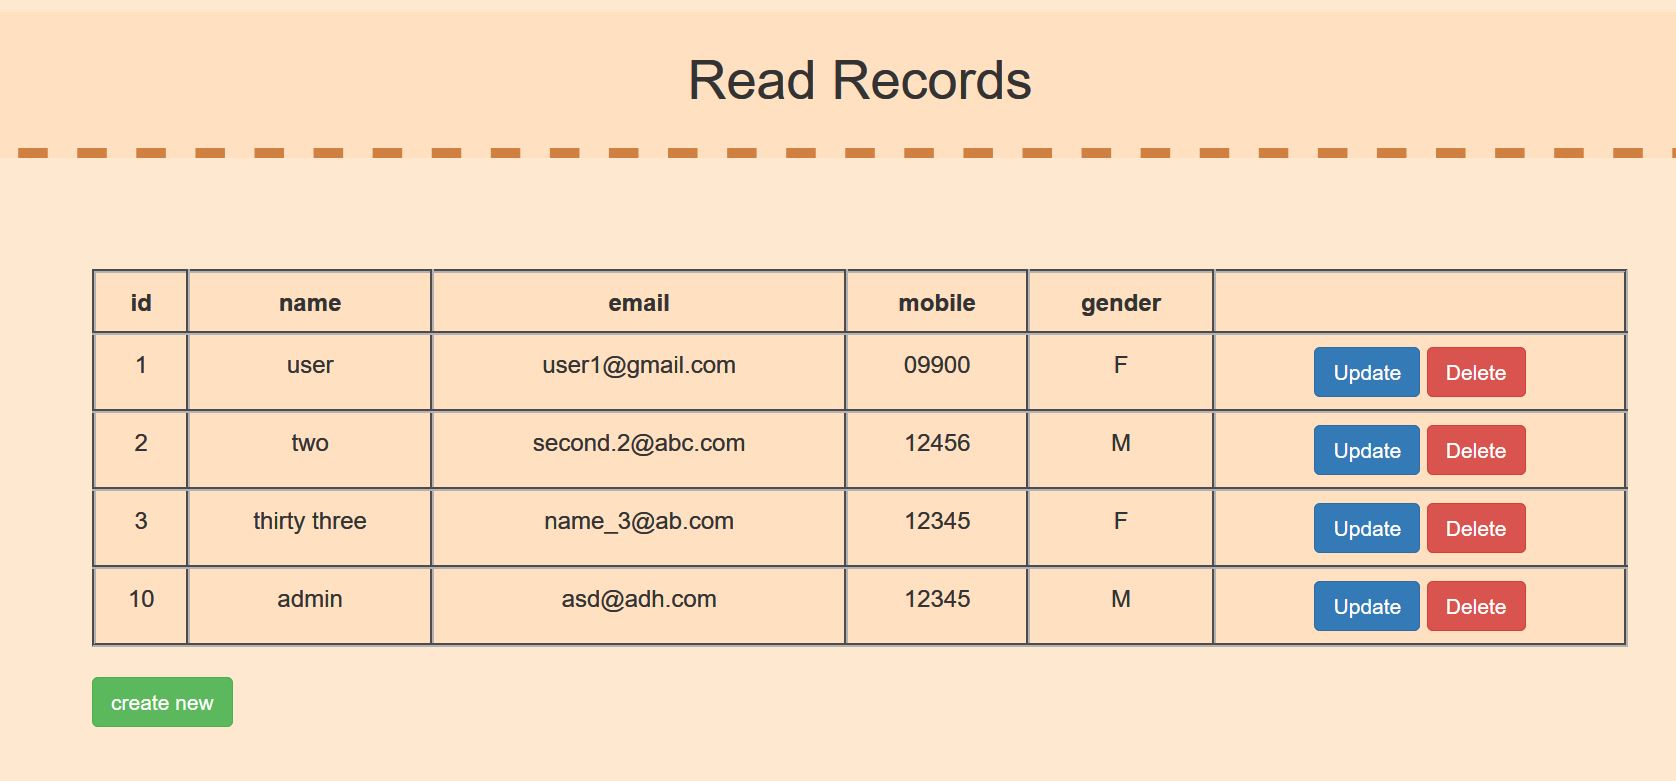 Read Records
id name email mobile gender
1 user user1@gmail.com 09900 F Update Delete
2 two second.2@abc.com 12456 M Update Delete
3 thirty three name_3@ab.com 12345 F Update Delete
10 admin asd@adh.com 12345 M Update Delete
create new